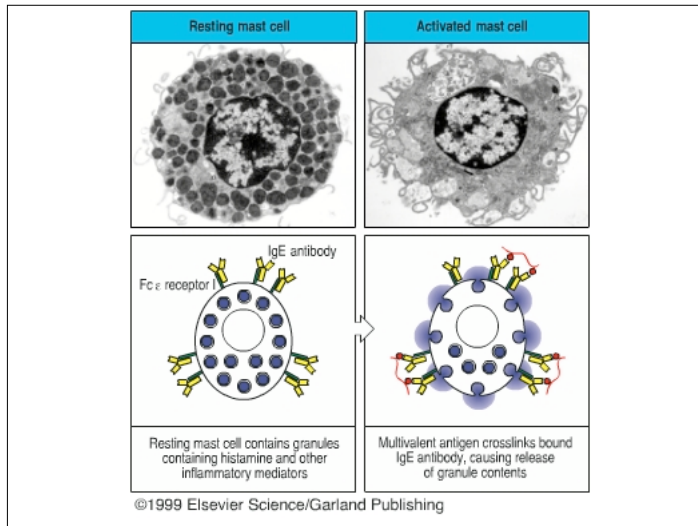 Resting mast cell
Activated mast cell
IgE antibody
Fc ε receptor I
Resting mast cell contains granules
containing histamine and other
inflammatory mediators
Multivalent antigen crosslinks bound
IgE antibody, causing release
of granule contents
©1999 Elsevier Science/Garland Publishing